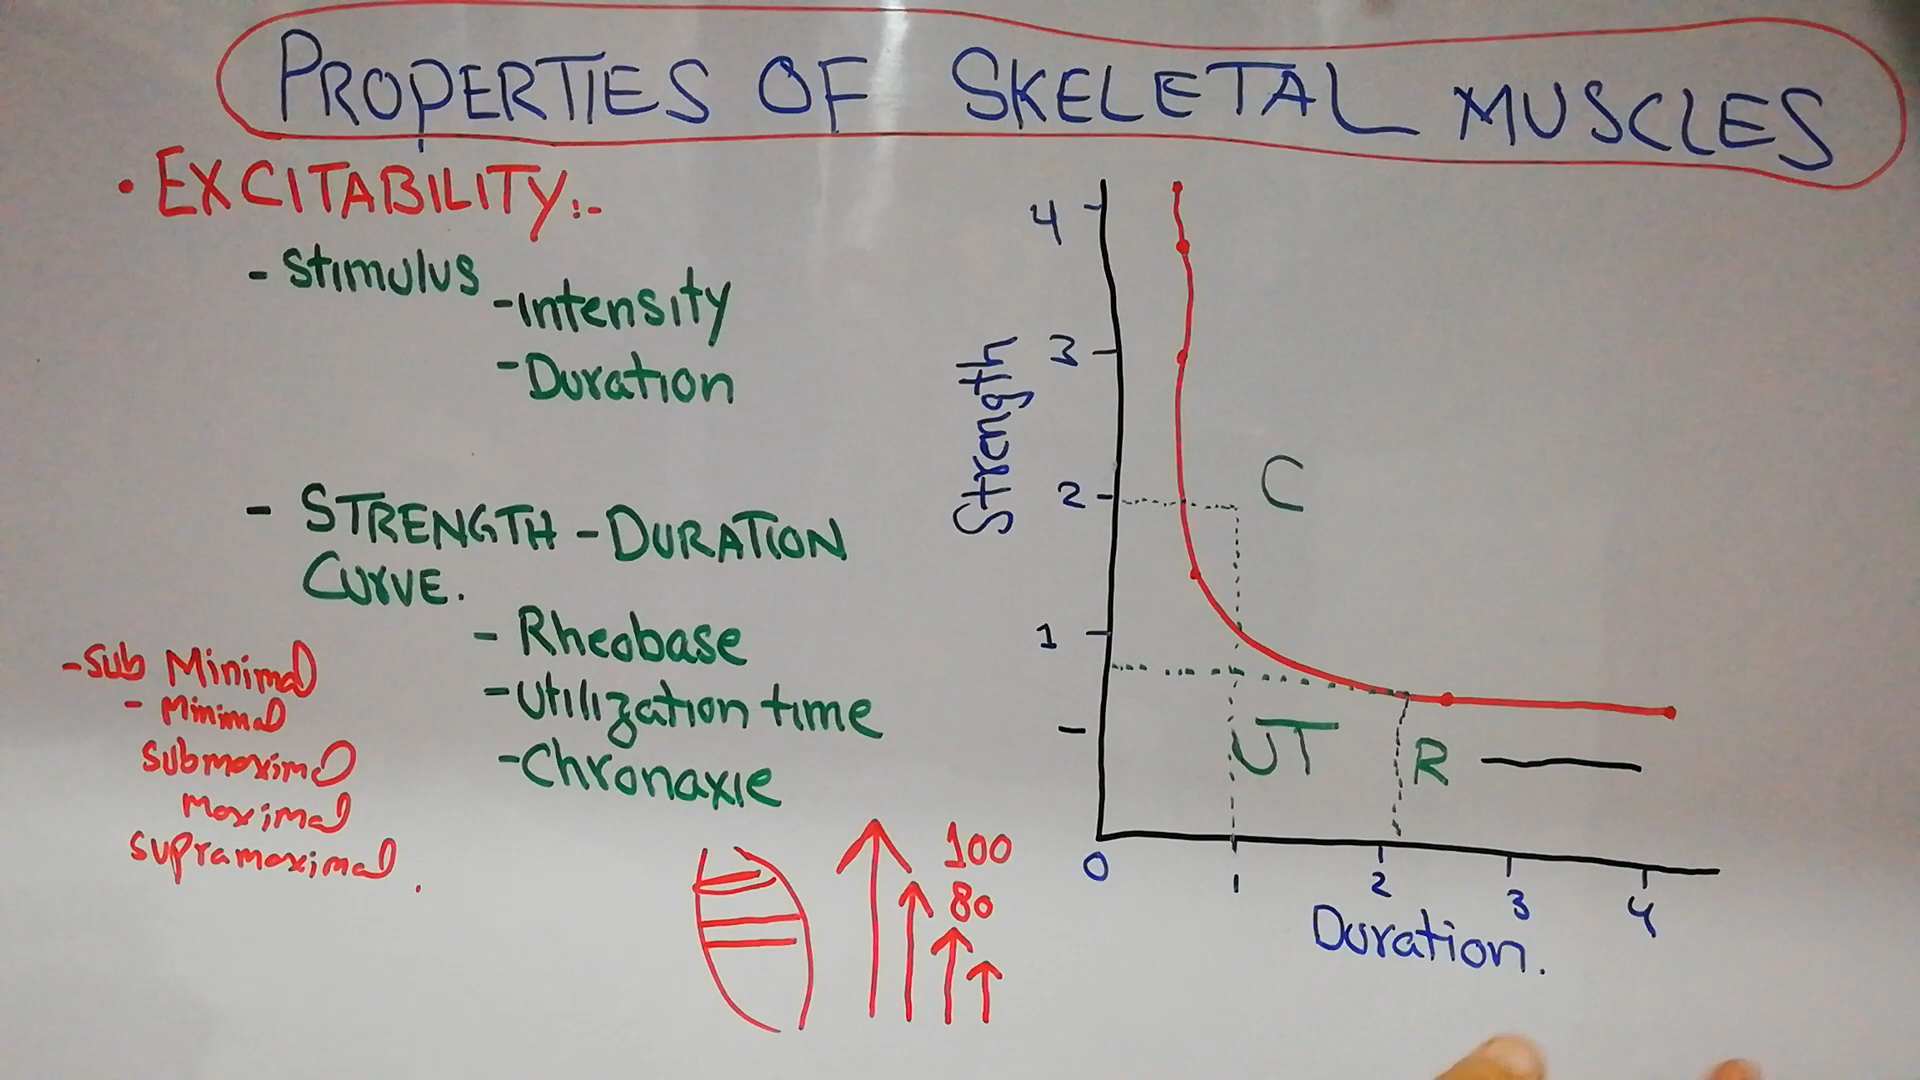 PROPERTIES OF SKELETAL MUSCLES
• EXCITABILITY:-
- Stimulus
- Intensity
- Duration
- STRENGTH - DURATION
CURVE.
- Rheobase
- Utilization time
- Chronaxie
- Sub Minimal
- Minimal
Submaximal
Maximal
Supramaximal.
100
80
Strength
4
3
2
1
C
UT
R
0
1
2
3
4
Duration.